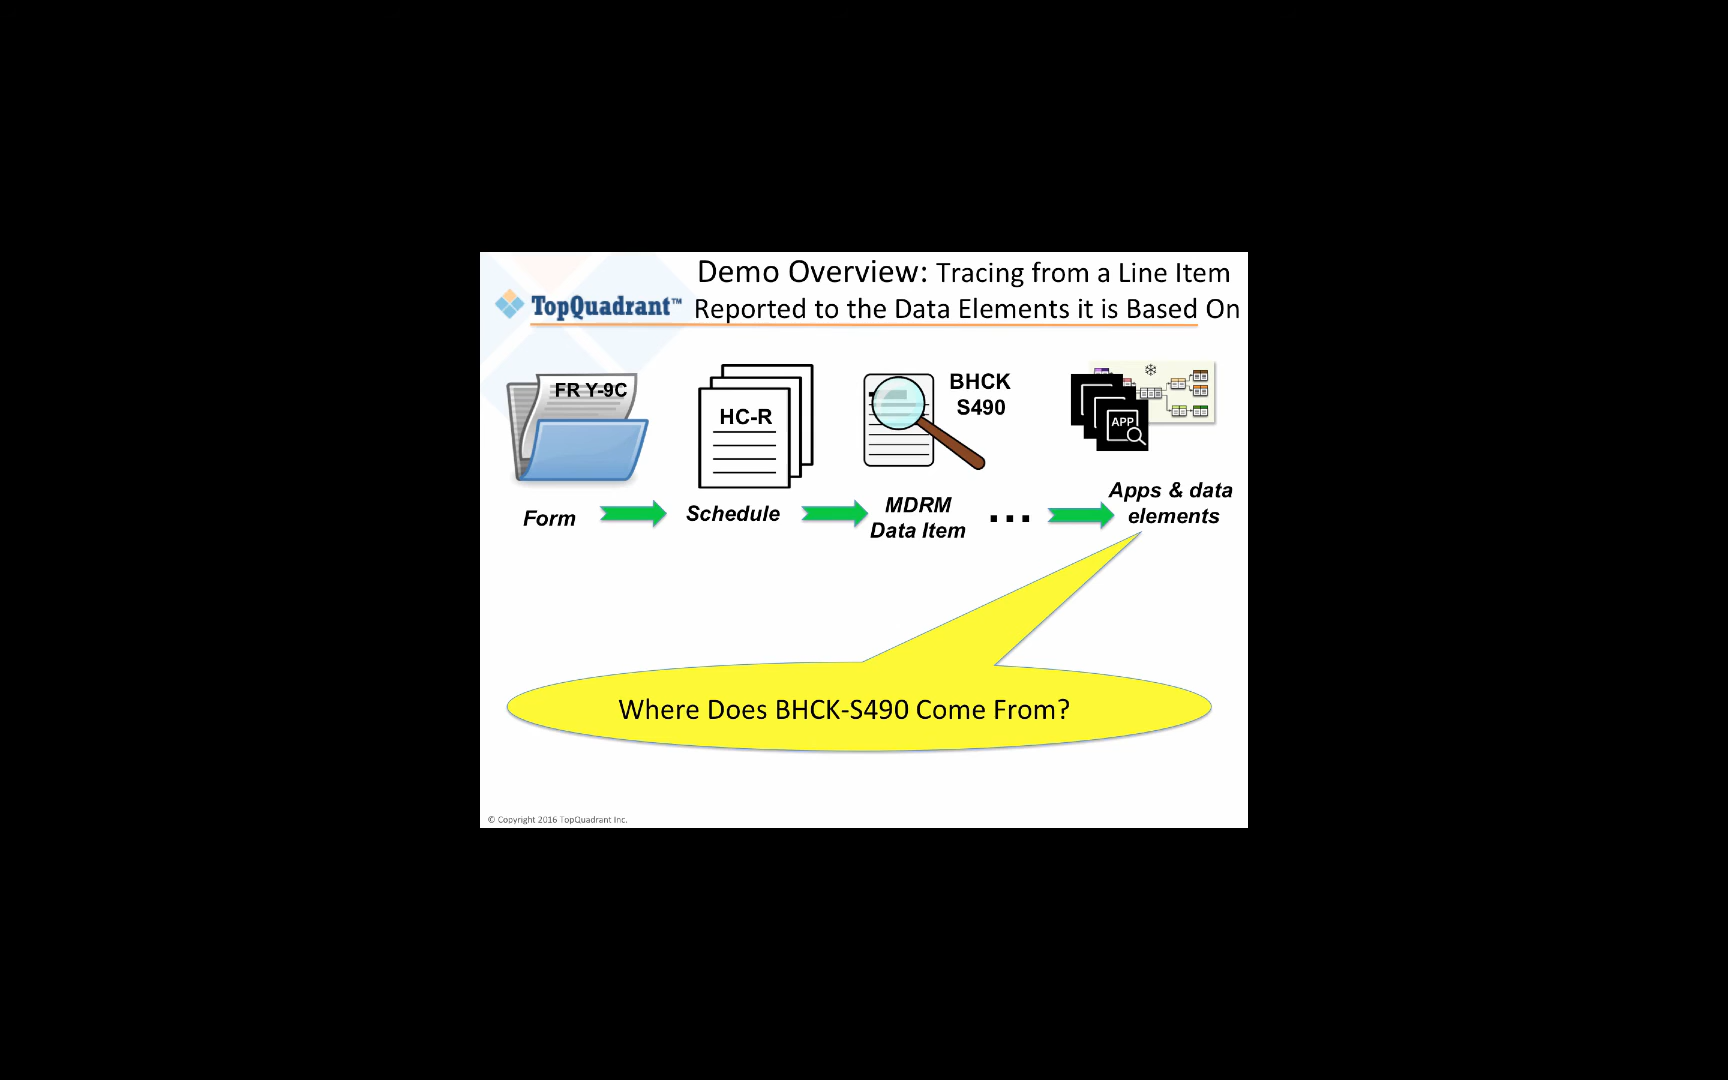 Demo Overview: Tracing from a Line Item
TopQuadrant™ Reported to the Data Elements it is Based On
FR Y-9C
HC-R
BHCK
S490
APP
Form
Schedule
MDRM
Data Item
...
Apps & data
elements
Where Does BHCK-S490 Come From?
© Copyright 2016 TopQuadrant Inc.